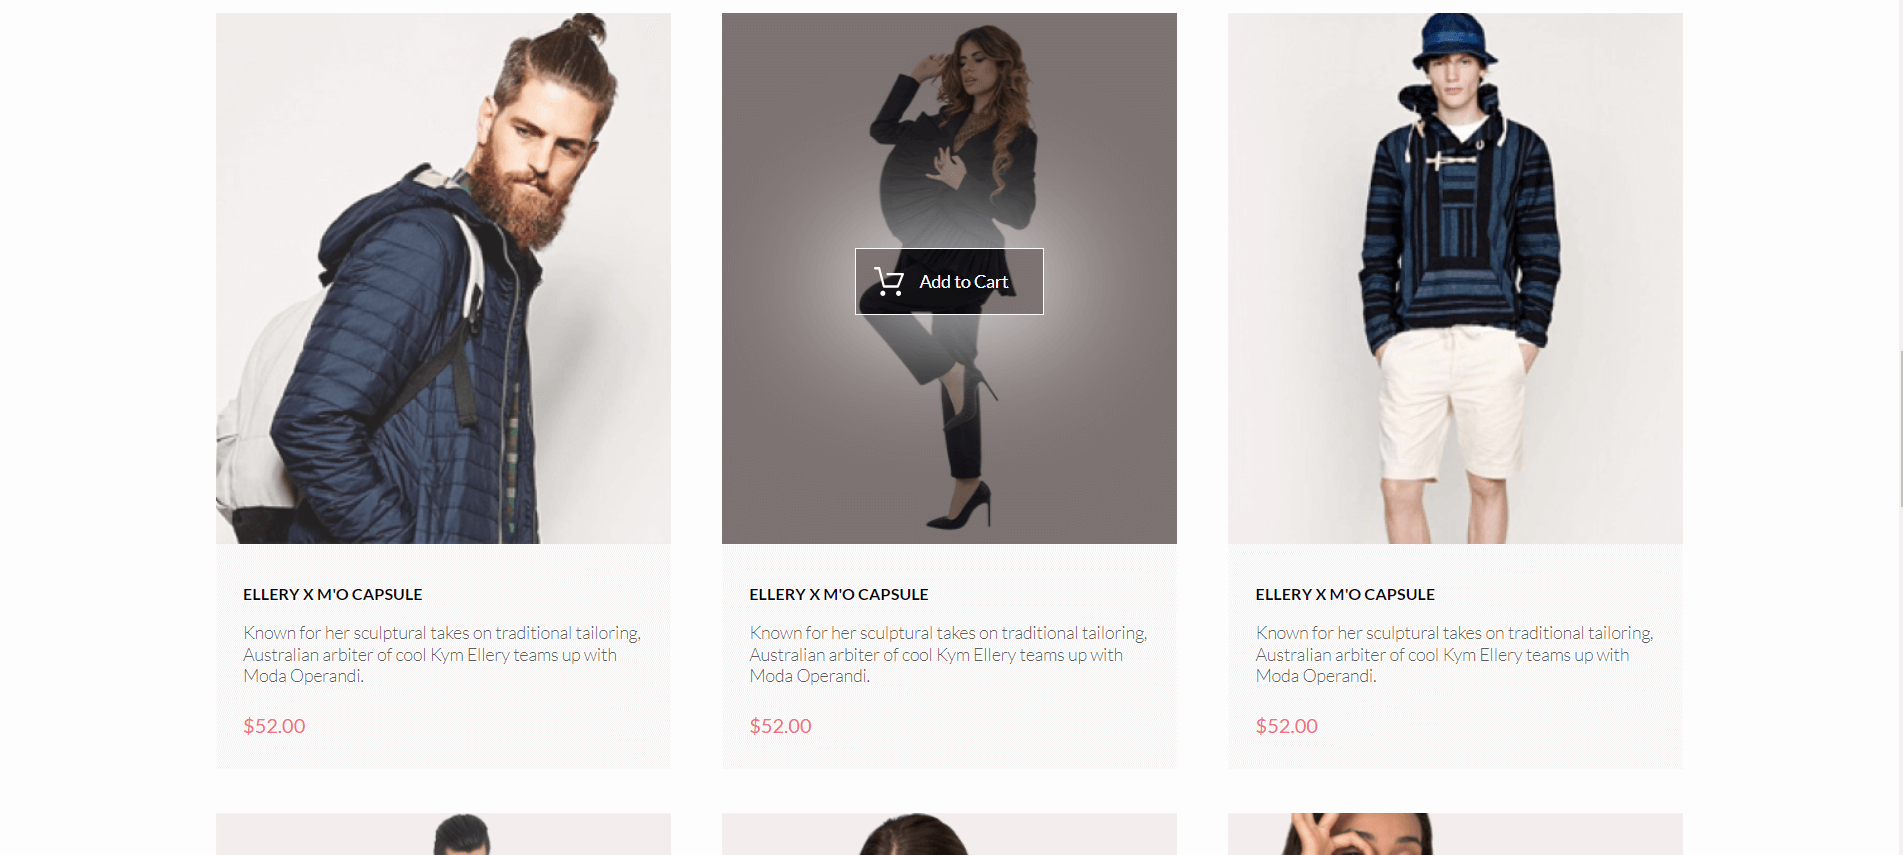 Add to Cart
ELLERY X M'O CAPSULE
Known for her sculptural takes on traditional tailoring,
Australian arbiter of cool Kym Ellery teams up with
Moda Operandi.
$52.00
ELLERY X M'O CAPSULE
Known for her sculptural takes on traditional tailoring,
Australian arbiter of cool Kym Ellery teams up with
Moda Operandi.
$52.00
ELLERY X M'O CAPSULE
Known for her sculptural takes on traditional tailoring,
Australian arbiter of cool Kym Ellery teams up with
Moda Operandi.
$52.00